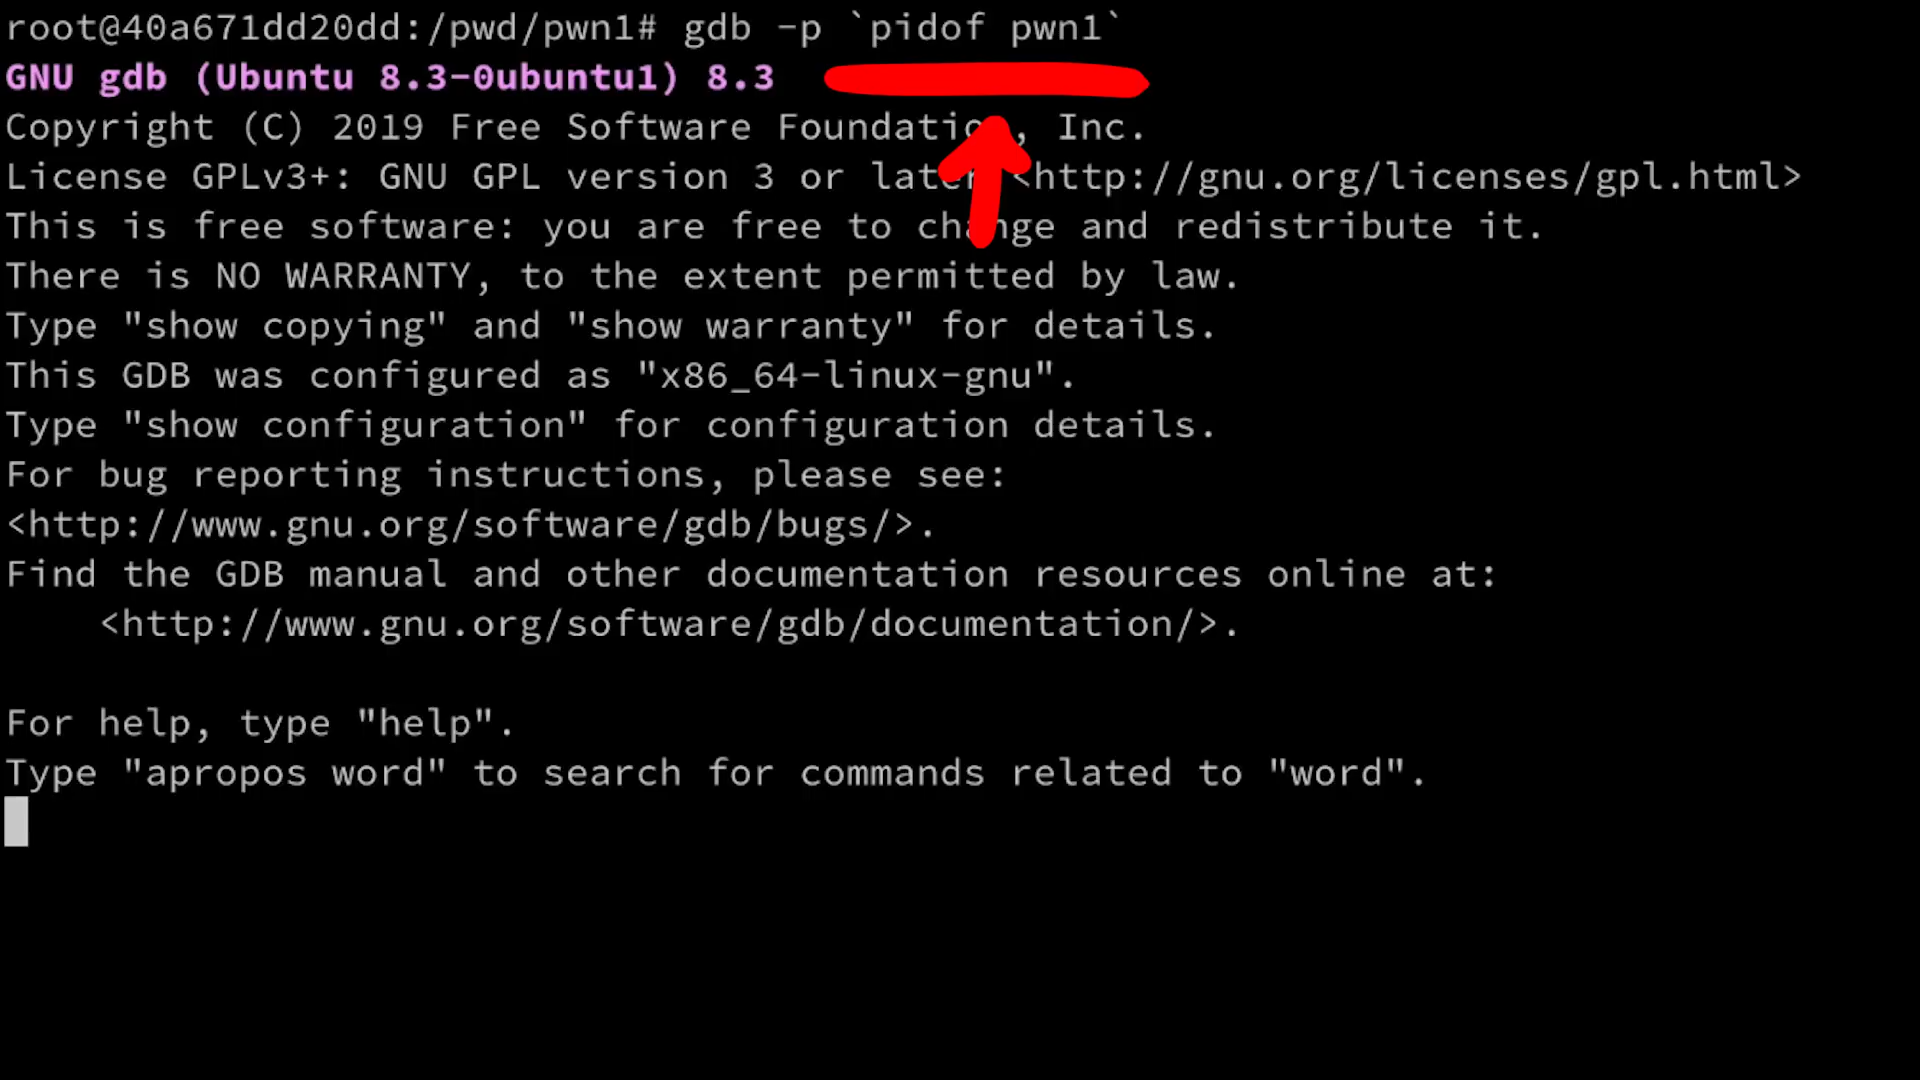 root@40a671dd20dd:/pwd/pwn1# gdb -p `pidof pwn1`
GNU gdb (Ubuntu 8.3-0ubuntu1) 8.3
Copyright (C) 2019 Free Software Foundation, Inc.
License GPLv3+: GNU GPL version 3 or later <http://gnu.org/licenses/gpl.html>
This is free software: you are free to change and redistribute it.
There is NO WARRANTY, to the extent permitted by law.
Type "show copying" and "show warranty" for details.
This GDB was configured as "x86_64-linux-gnu".
Type "show configuration" for configuration details.
For bug reporting instructions, please see:
<http://www.gnu.org/software/gdb/bugs/>.
Find the GDB manual and other documentation resources online at:
    <http://www.gnu.org/software/gdb/documentation/>.
For help, type "help".
Type "apropos word" to search for commands related to "word".